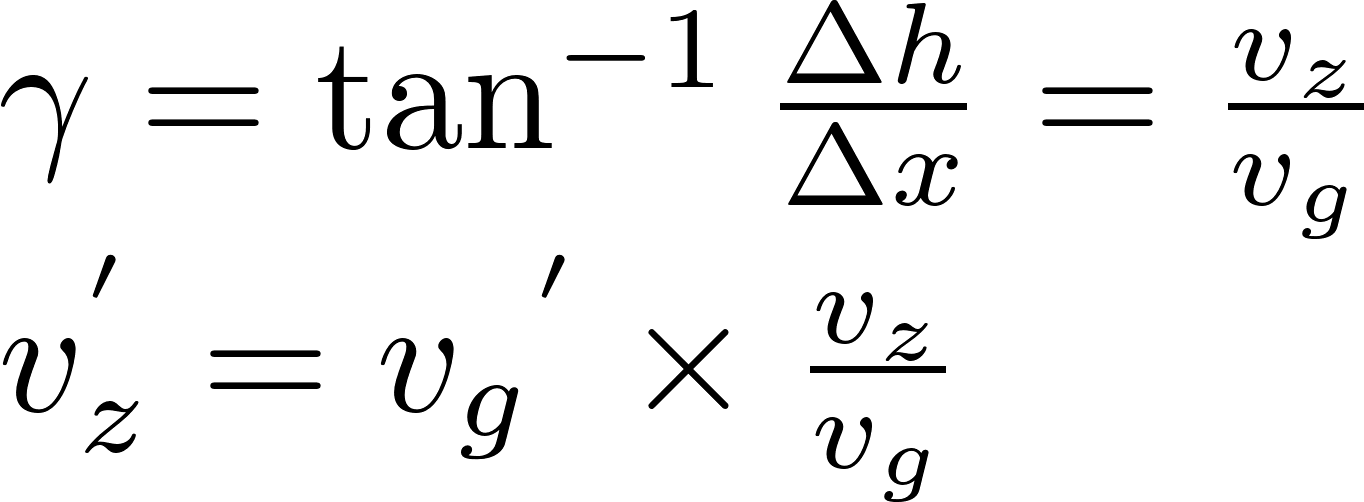 γ = tan⁻¹ Δh/Δx = v_z/v_g
v_z′ = v_g′ × v_z/v_g